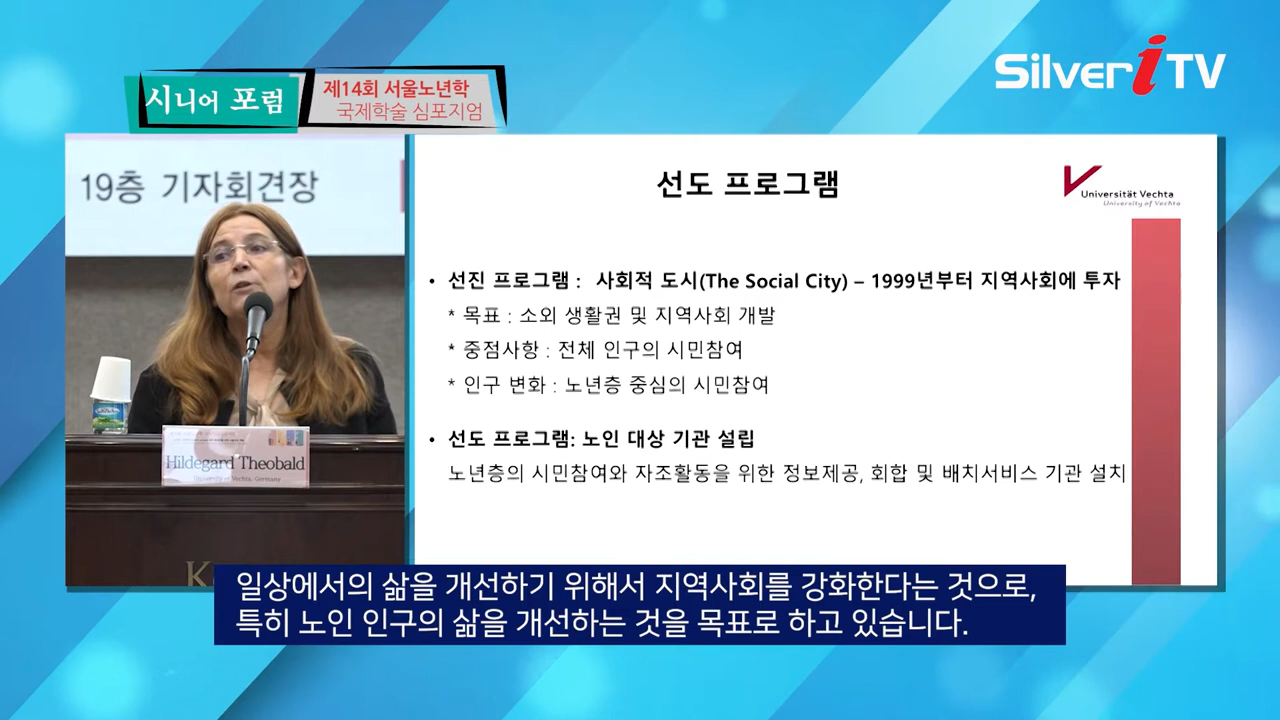 Silver i TV
시니어 포럼
제14회 서울노년학
국제학술 심포지엄
19층 기자회견장
선도 프로그램
Universität Vechta
University of Vechta
• 선진 프로그램 : 사회적 도시(The Social City) – 1999년부터 지역사회에 투자
* 목표 : 소외 생활권 및 지역사회 개발
* 중점사항 : 전체 인구의 시민참여
* 인구 변화 : 노년층 중심의 시민참여
• 선도 프로그램: 노인 대상 기관 설립
노년층의 시민참여와 자조활동을 위한 정보제공, 회합 및 배치서비스 기관 설치
Hildegard Theobald
University of Vechta, Germany
K
일상에서의 삶을 개선하기 위해서 지역사회를 강화한다는 것으로,
특히 노인 인구의 삶을 개선하는 것을 목표로 하고 있습니다.